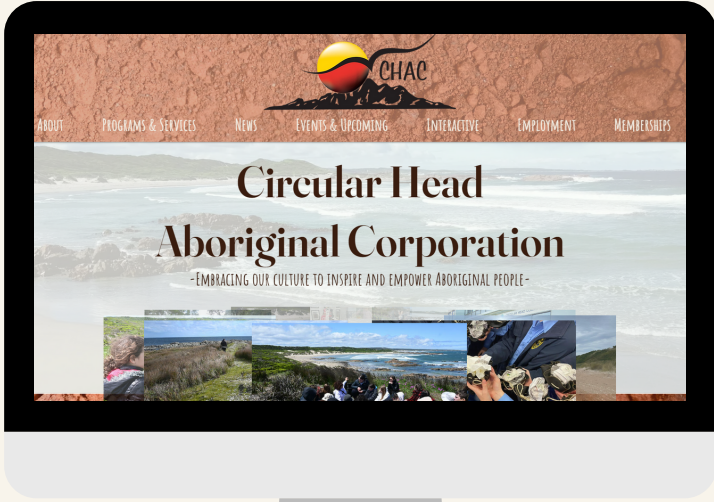 CHAC
About Programs & Services News Events & Upcoming Interactive Employment Memberships
Circular Head
Aboriginal Corporation
-Embracing our culture to inspire and empower Aboriginal people-